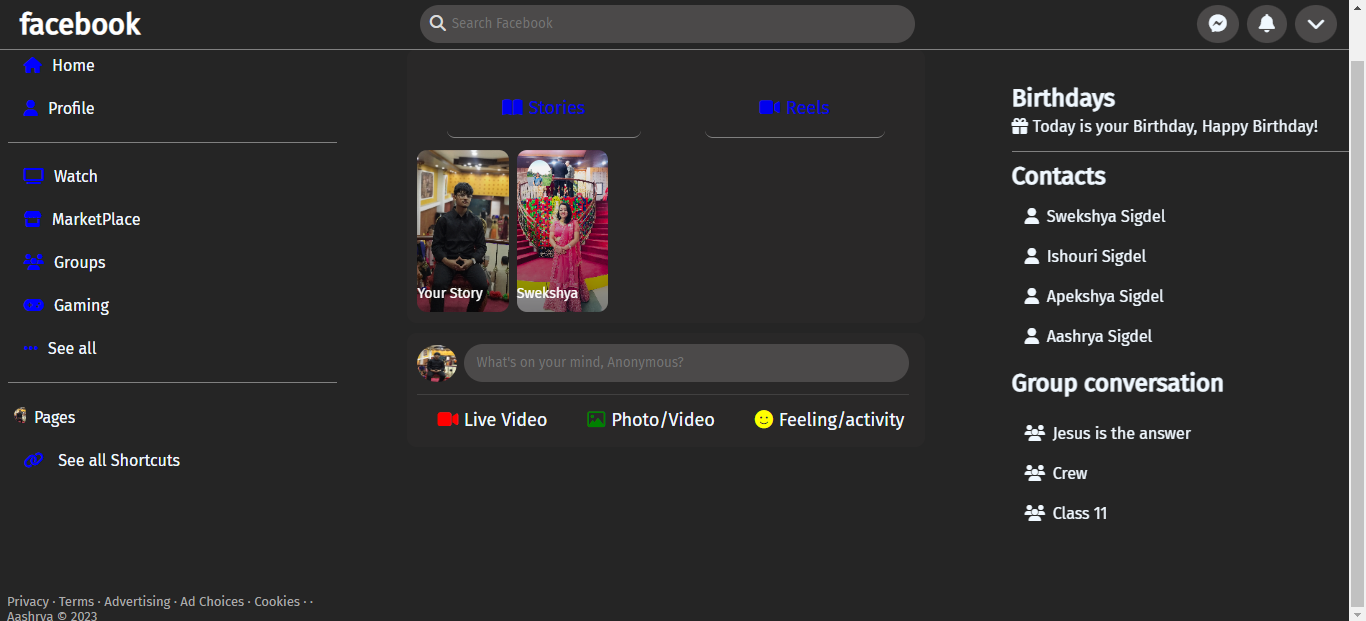 facebook
Search Facebook
Home
Profile
Watch
MarketPlace
Groups
Gaming
See all
Pages
See all Shortcuts
Privacy · Terms · Advertising · Ad Choices · Cookies · ·
Aashrya © 2023
Stories
Reels
Your Story
Swekshya
What's on your mind, Anonymous?
Live Video
Photo/Video
Feeling/activity
Birthdays
Today is your Birthday, Happy Birthday!
Contacts
Swekshya Sigdel
Ishouri Sigdel
Apekshya Sigdel
Aashrya Sigdel
Group conversation
Jesus is the answer
Crew
Class 11